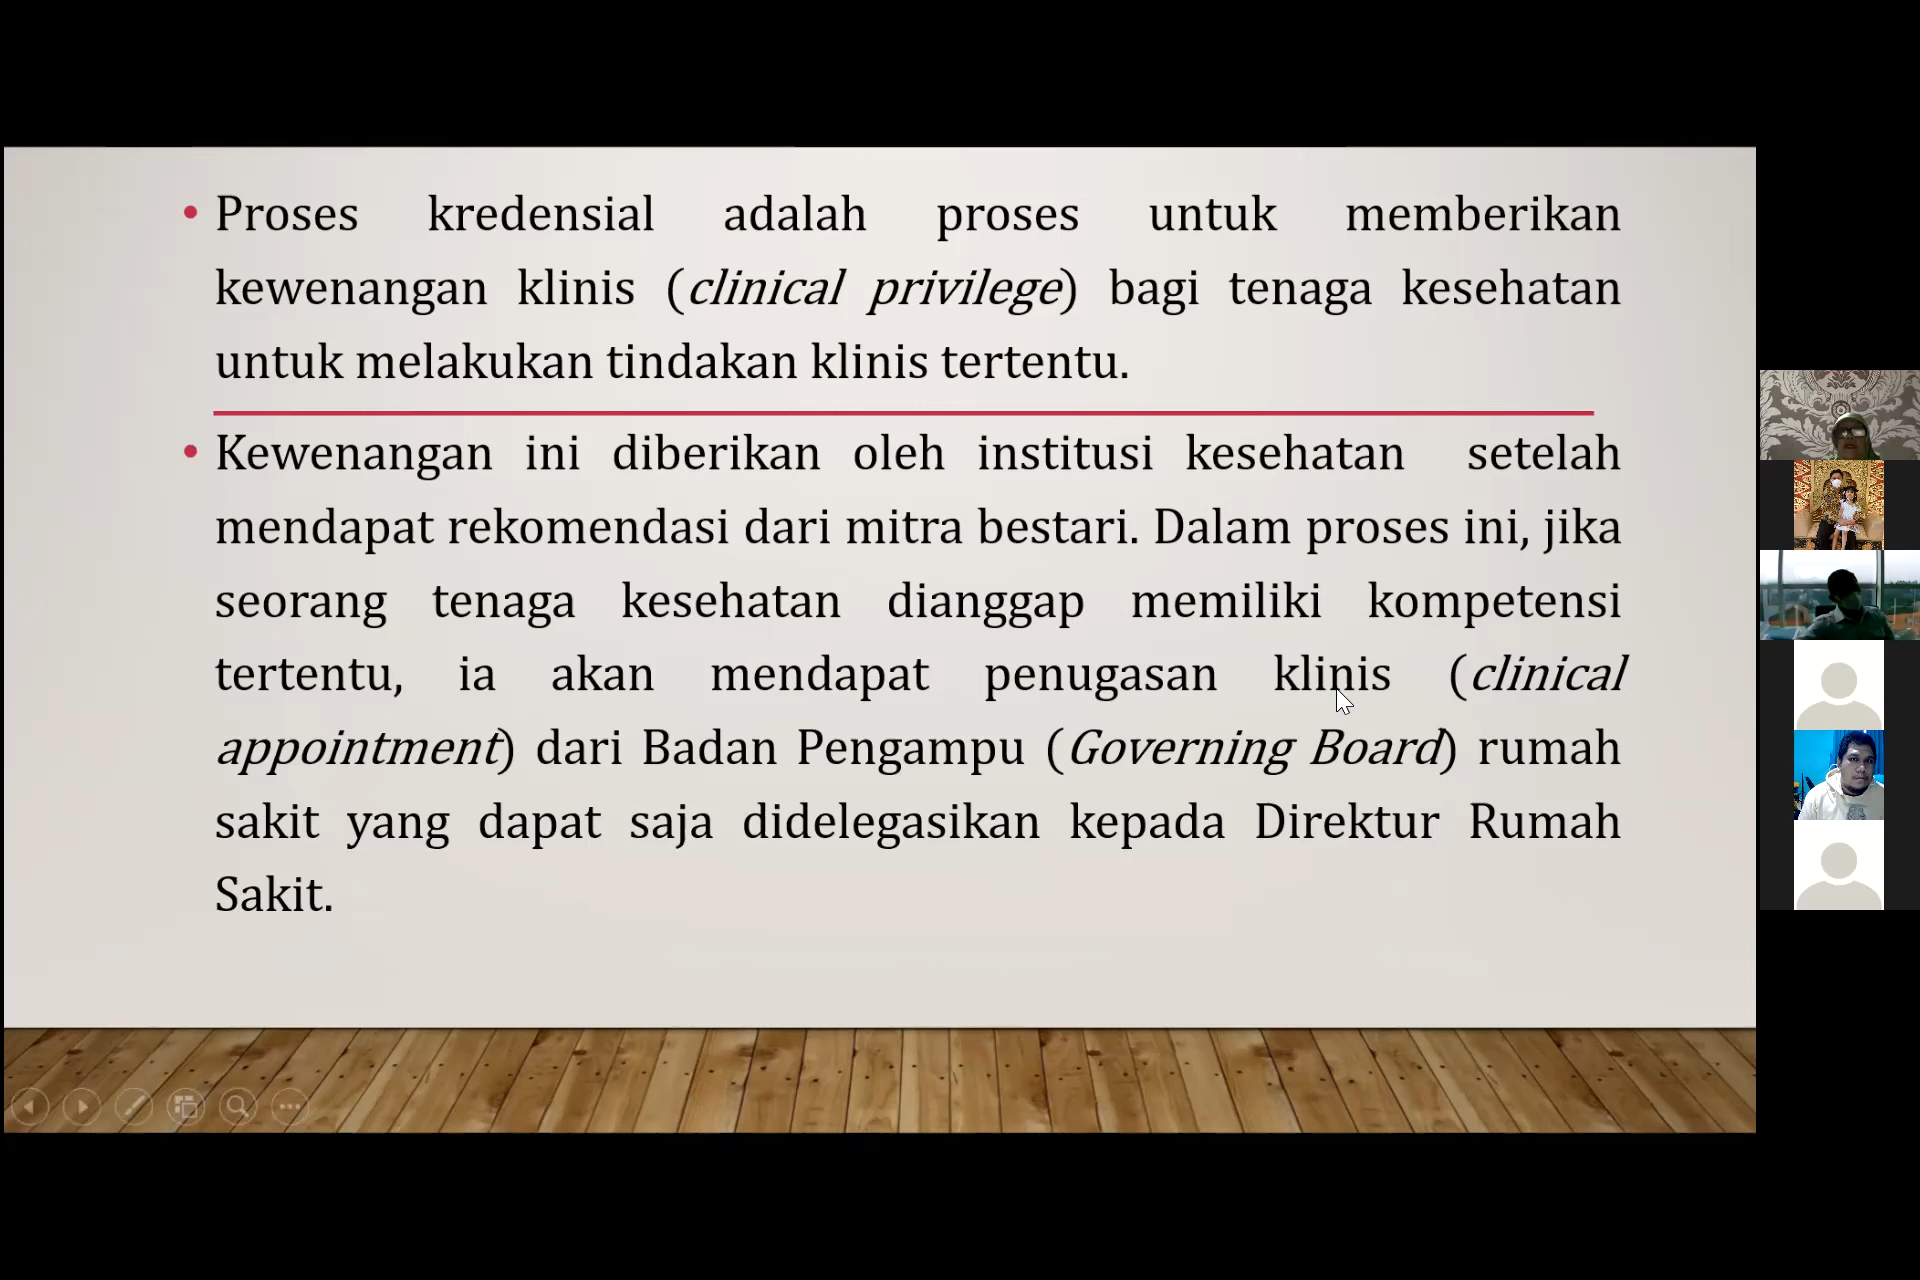 • Proses kredensial adalah proses untuk memberikan
kewenangan klinis (clinical privilege) bagi tenaga kesehatan
untuk melakukan tindakan klinis tertentu.
• Kewenangan ini diberikan oleh institusi kesehatan setelah
mendapat rekomendasi dari mitra bestari. Dalam proses ini, jika
seorang tenaga kesehatan dianggap memiliki kompetensi
tertentu, ia akan mendapat penugasan klinis (clinical
appointment) dari Badan Pengampu (Governing Board) rumah
sakit yang dapat saja didelegasikan kepada Direktur Rumah
Sakit.